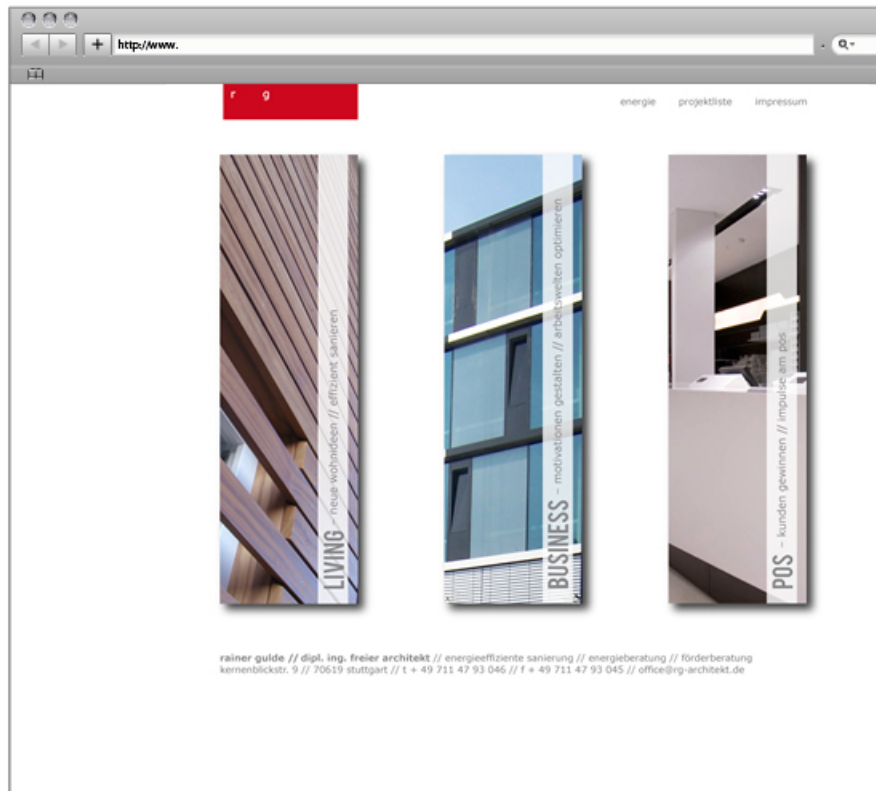 http://www.
r g
energie projektliste impressum
LIVING – neue wohnideen // effizient sanieren
BUSINESS – motivationen gestalten // arbeitswelten optimieren
POS – kunden gewinnen // impulse am pos
rainer gulde // dipl. ing. freier architekt // energieeffiziente sanierung // energieberatung // förderberatung
kernenblickstr. 9 // 70619 stuttgart // t + 49 711 47 93 046 // f + 49 711 47 93 045 // office@rg-architekt.de